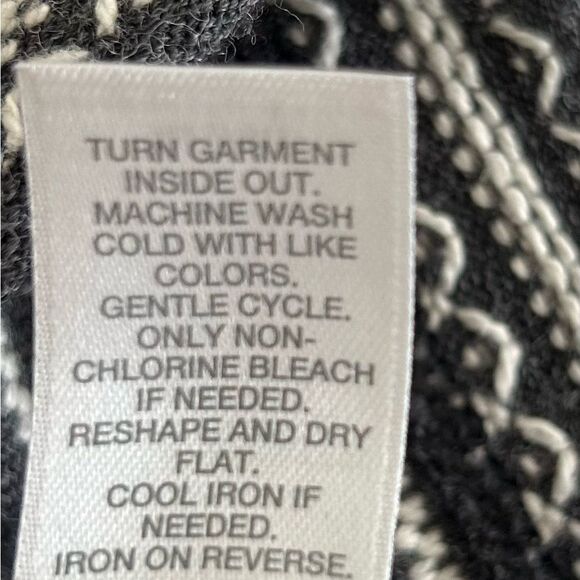 TURN GARMENT
INSIDE OUT.
MACHINE WASH
COLD WITH LIKE
COLORS.
GENTLE CYCLE.
ONLY NON-
CHLORINE BLEACH
IF NEEDED.
RESHAPE AND DRY
FLAT.
COOL IRON IF
NEEDED.
IRON ON REVERSE.